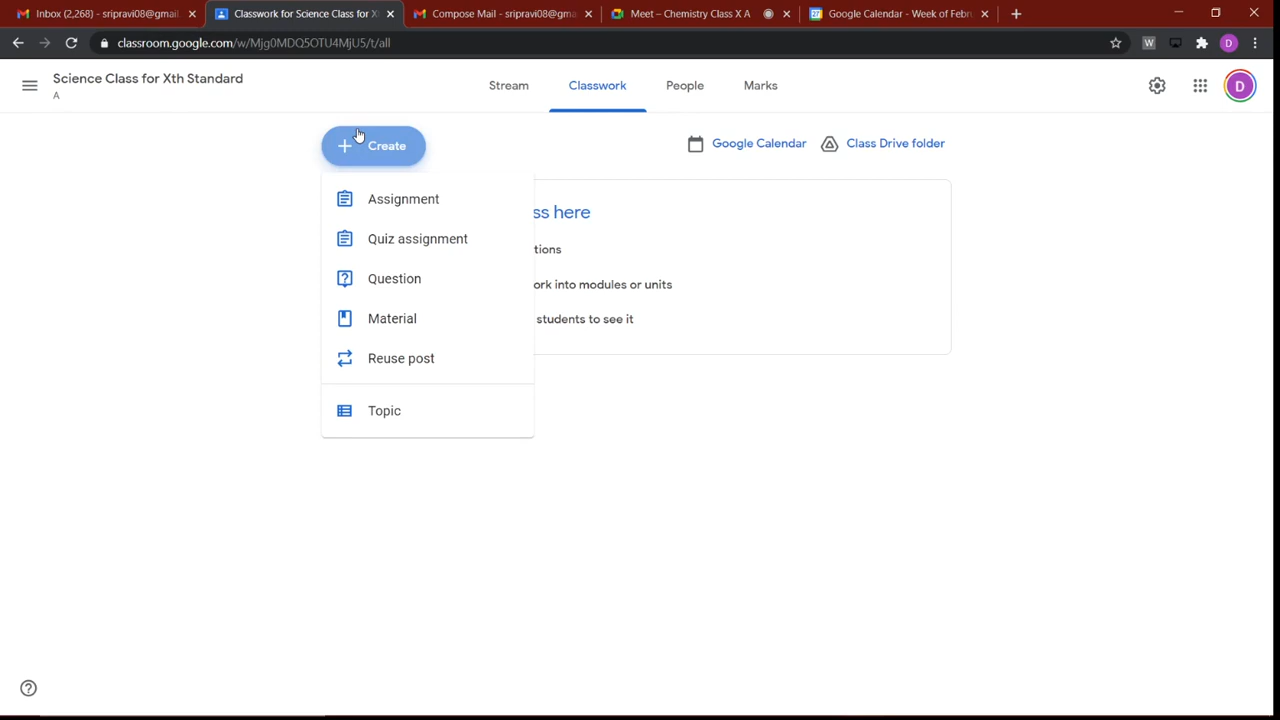 Inbox (2,268) - sripravi08@gmail.
Classwork for Science Class for X
Compose Mail - sripravi08@gma
Meet – Chemistry Class X A
27
Google Calendar - Week of Febru
classroom.google.com/w/Mjg0MDQ5OTU4MjU5/t/all
W
D
Science Class for Xth Standard
A
Stream
Classwork
People
Marks
D
Create
Google Calendar
Class Drive folder
Assignment
ss here
Quiz assignment
tions
Question
ork into modules or units
Material
students to see it
Reuse post
Topic